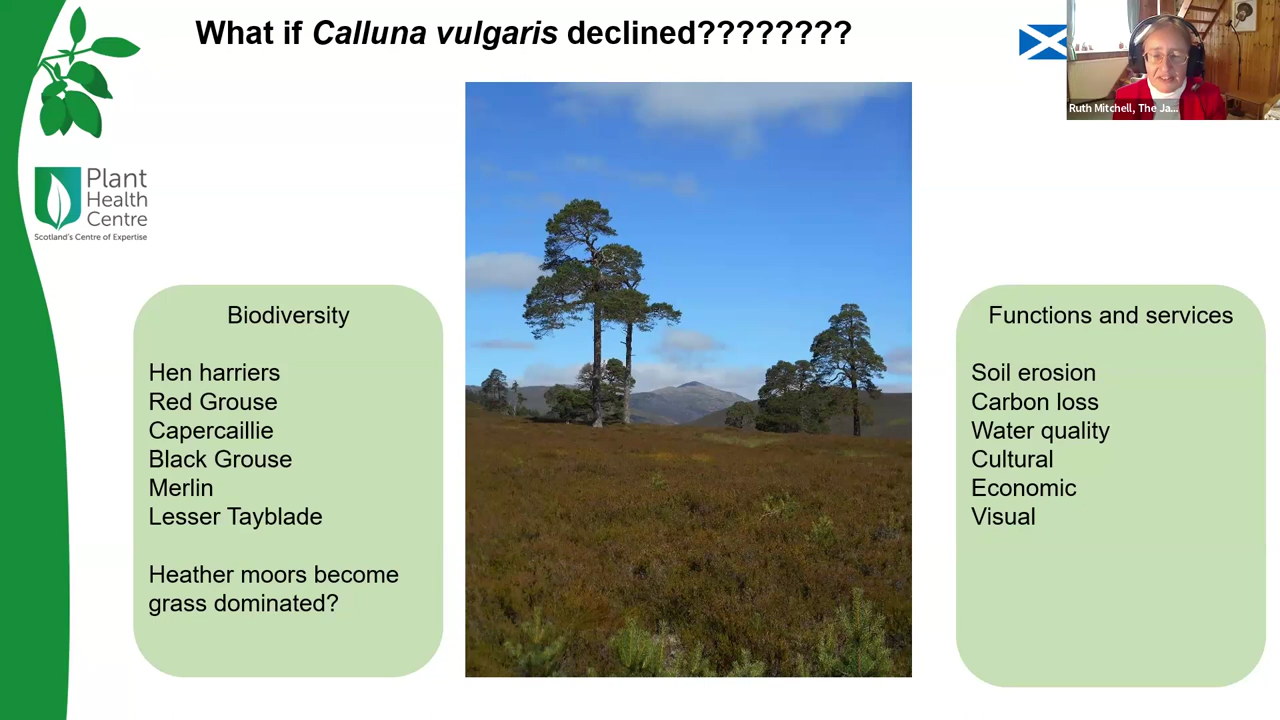 What if Calluna vulgaris declined????????
Ruth Mitchell, The Ja...
Plant
Health
Centre
Scotland's Centre of Expertise
Biodiversity
Hen harriers
Red Grouse
Capercaillie
Black Grouse
Merlin
Lesser Tayblade
Heather moors become
grass dominated?
Functions and services
Soil erosion
Carbon loss
Water quality
Cultural
Economic
Visual